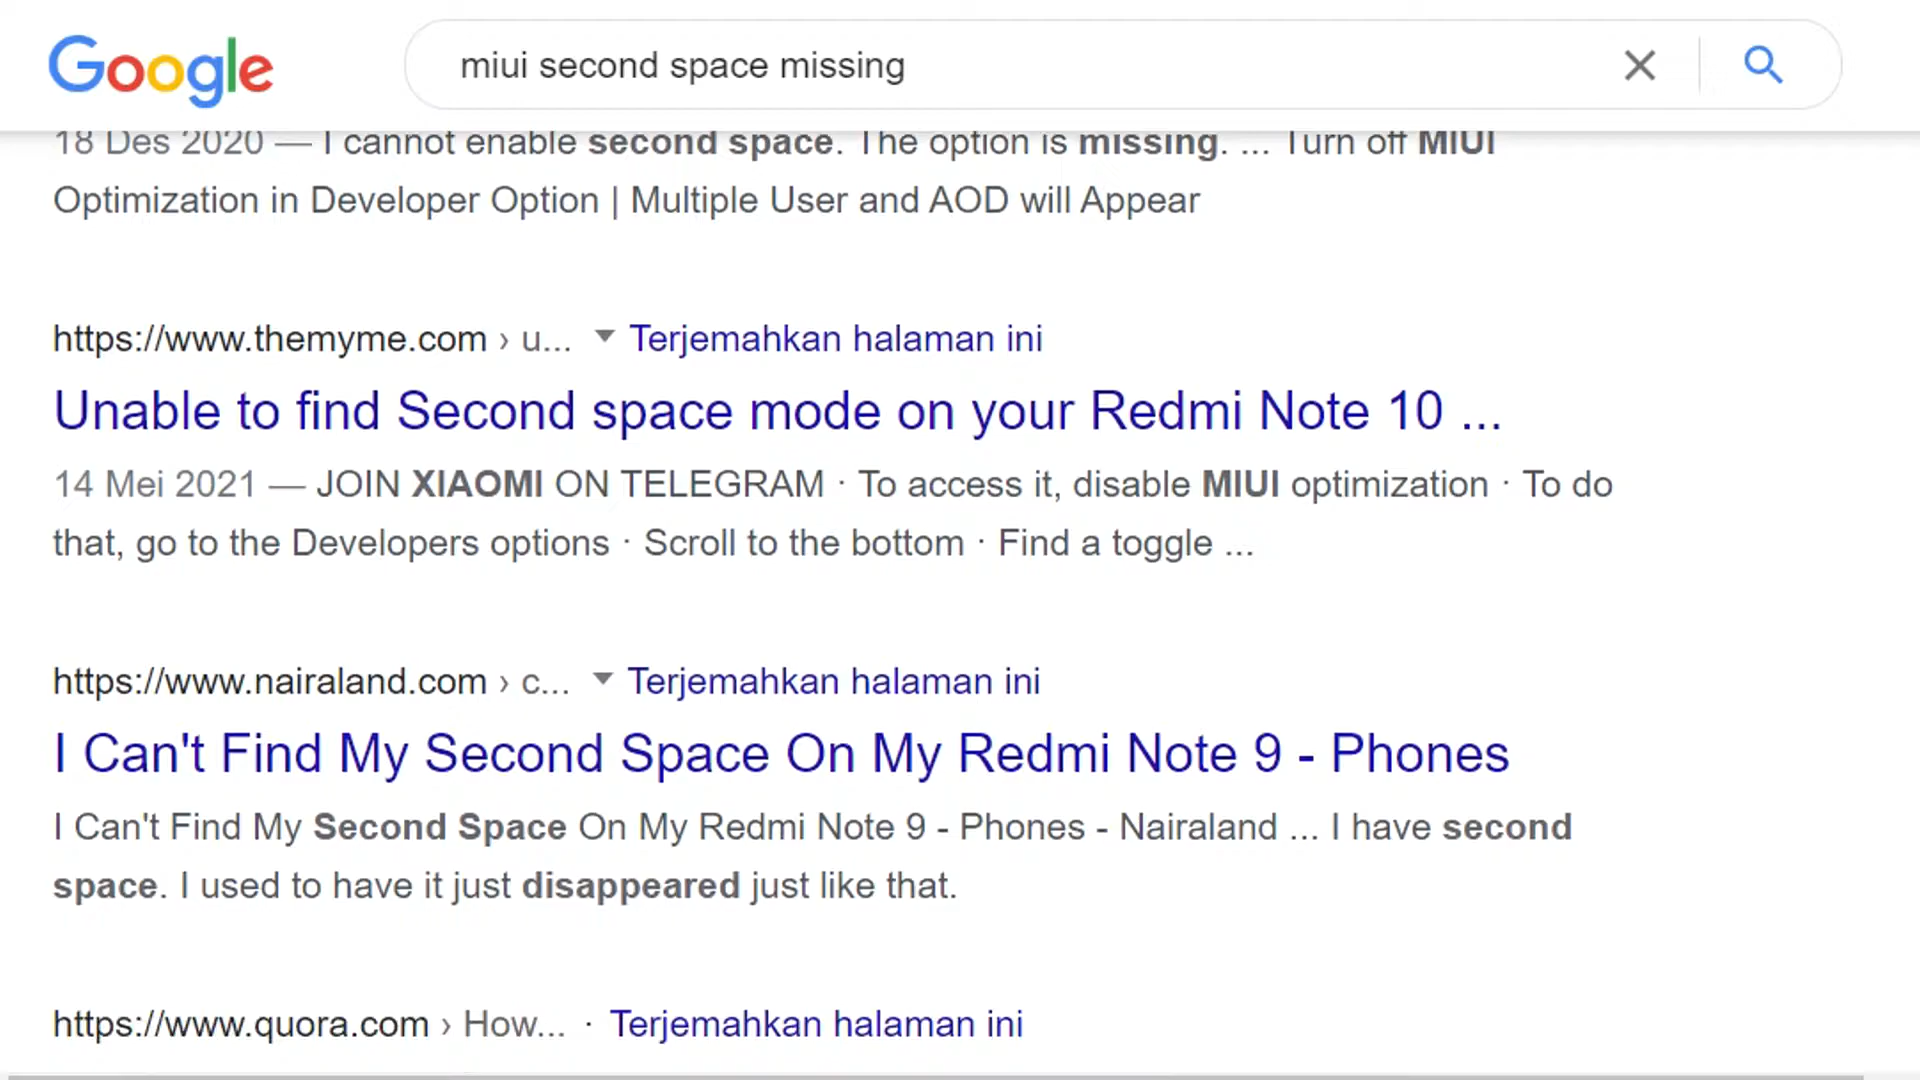 Google
miui second space missing
18 Des 2020 — I cannot enable second space. The option is missing. ... Turn off MIUI
Optimization in Developer Option | Multiple User and AOD will Appear
https://www.themyme.com › u... Terjemahkan halaman ini
Unable to find Second space mode on your Redmi Note 10 ...
14 Mei 2021 — JOIN XIAOMI ON TELEGRAM · To access it, disable MIUI optimization · To do
that, go to the Developers options · Scroll to the bottom · Find a toggle ...
https://www.nairaland.com › c... Terjemahkan halaman ini
I Can't Find My Second Space On My Redmi Note 9 - Phones
I Can't Find My Second Space On My Redmi Note 9 - Phones - Nairaland ... I have second
space. I used to have it just disappeared just like that.
https://www.quora.com › How... · Terjemahkan halaman ini